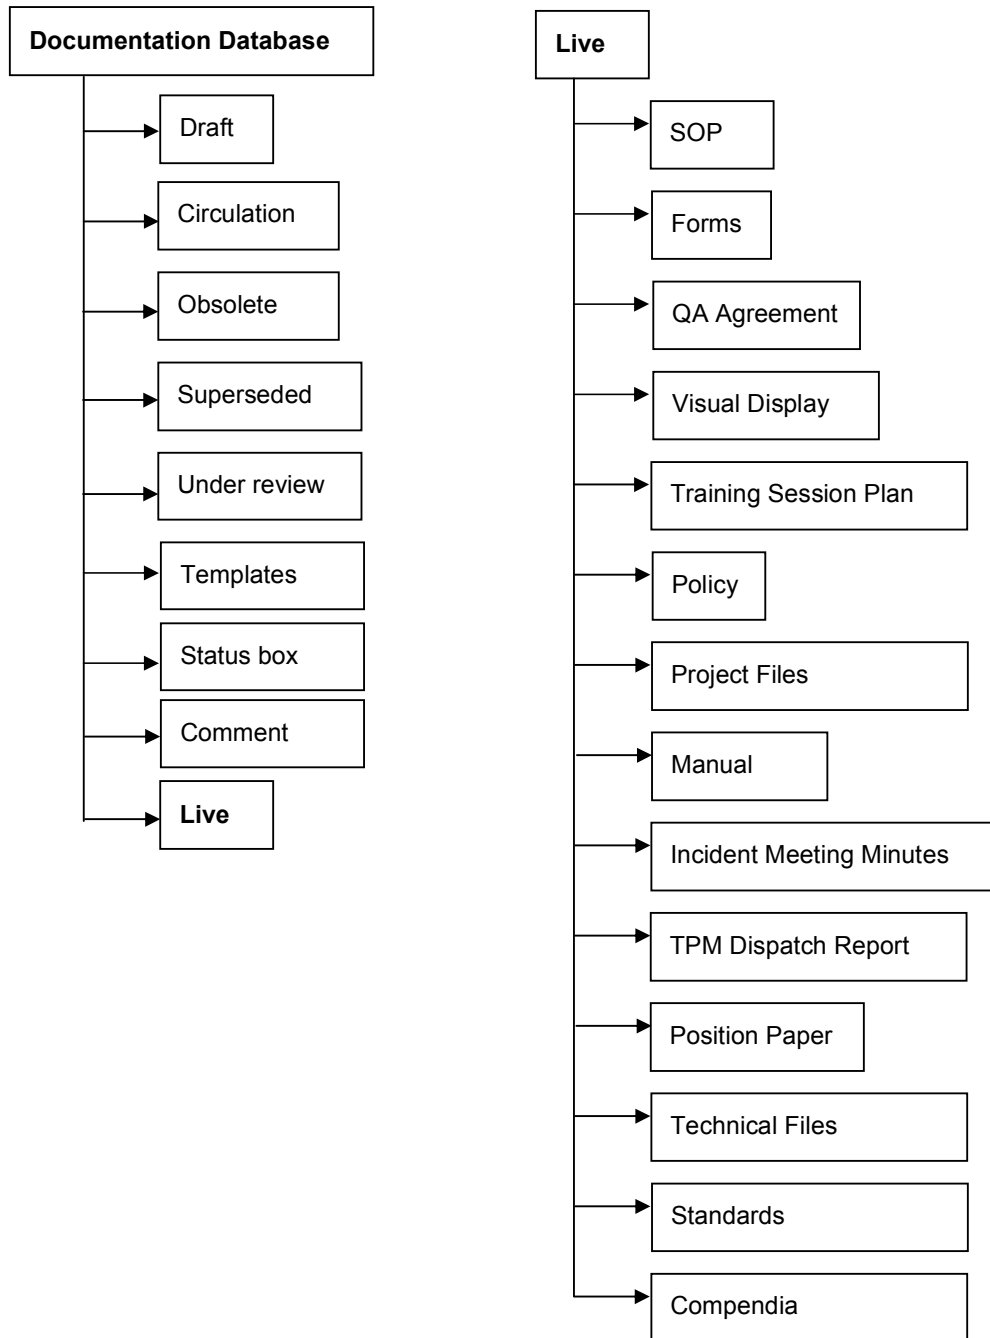 Documentation Database
Draft
Circulation
Obsolete
Superseded
Under review
Templates
Status box
Comment
Live
Live
SOP
Forms
QA Agreement
Visual Display
Training Session Plan
Policy
Project Files
Manual
Incident Meeting Minutes
TPM Dispatch Report
Position Paper
Technical Files
Standards
Compendia